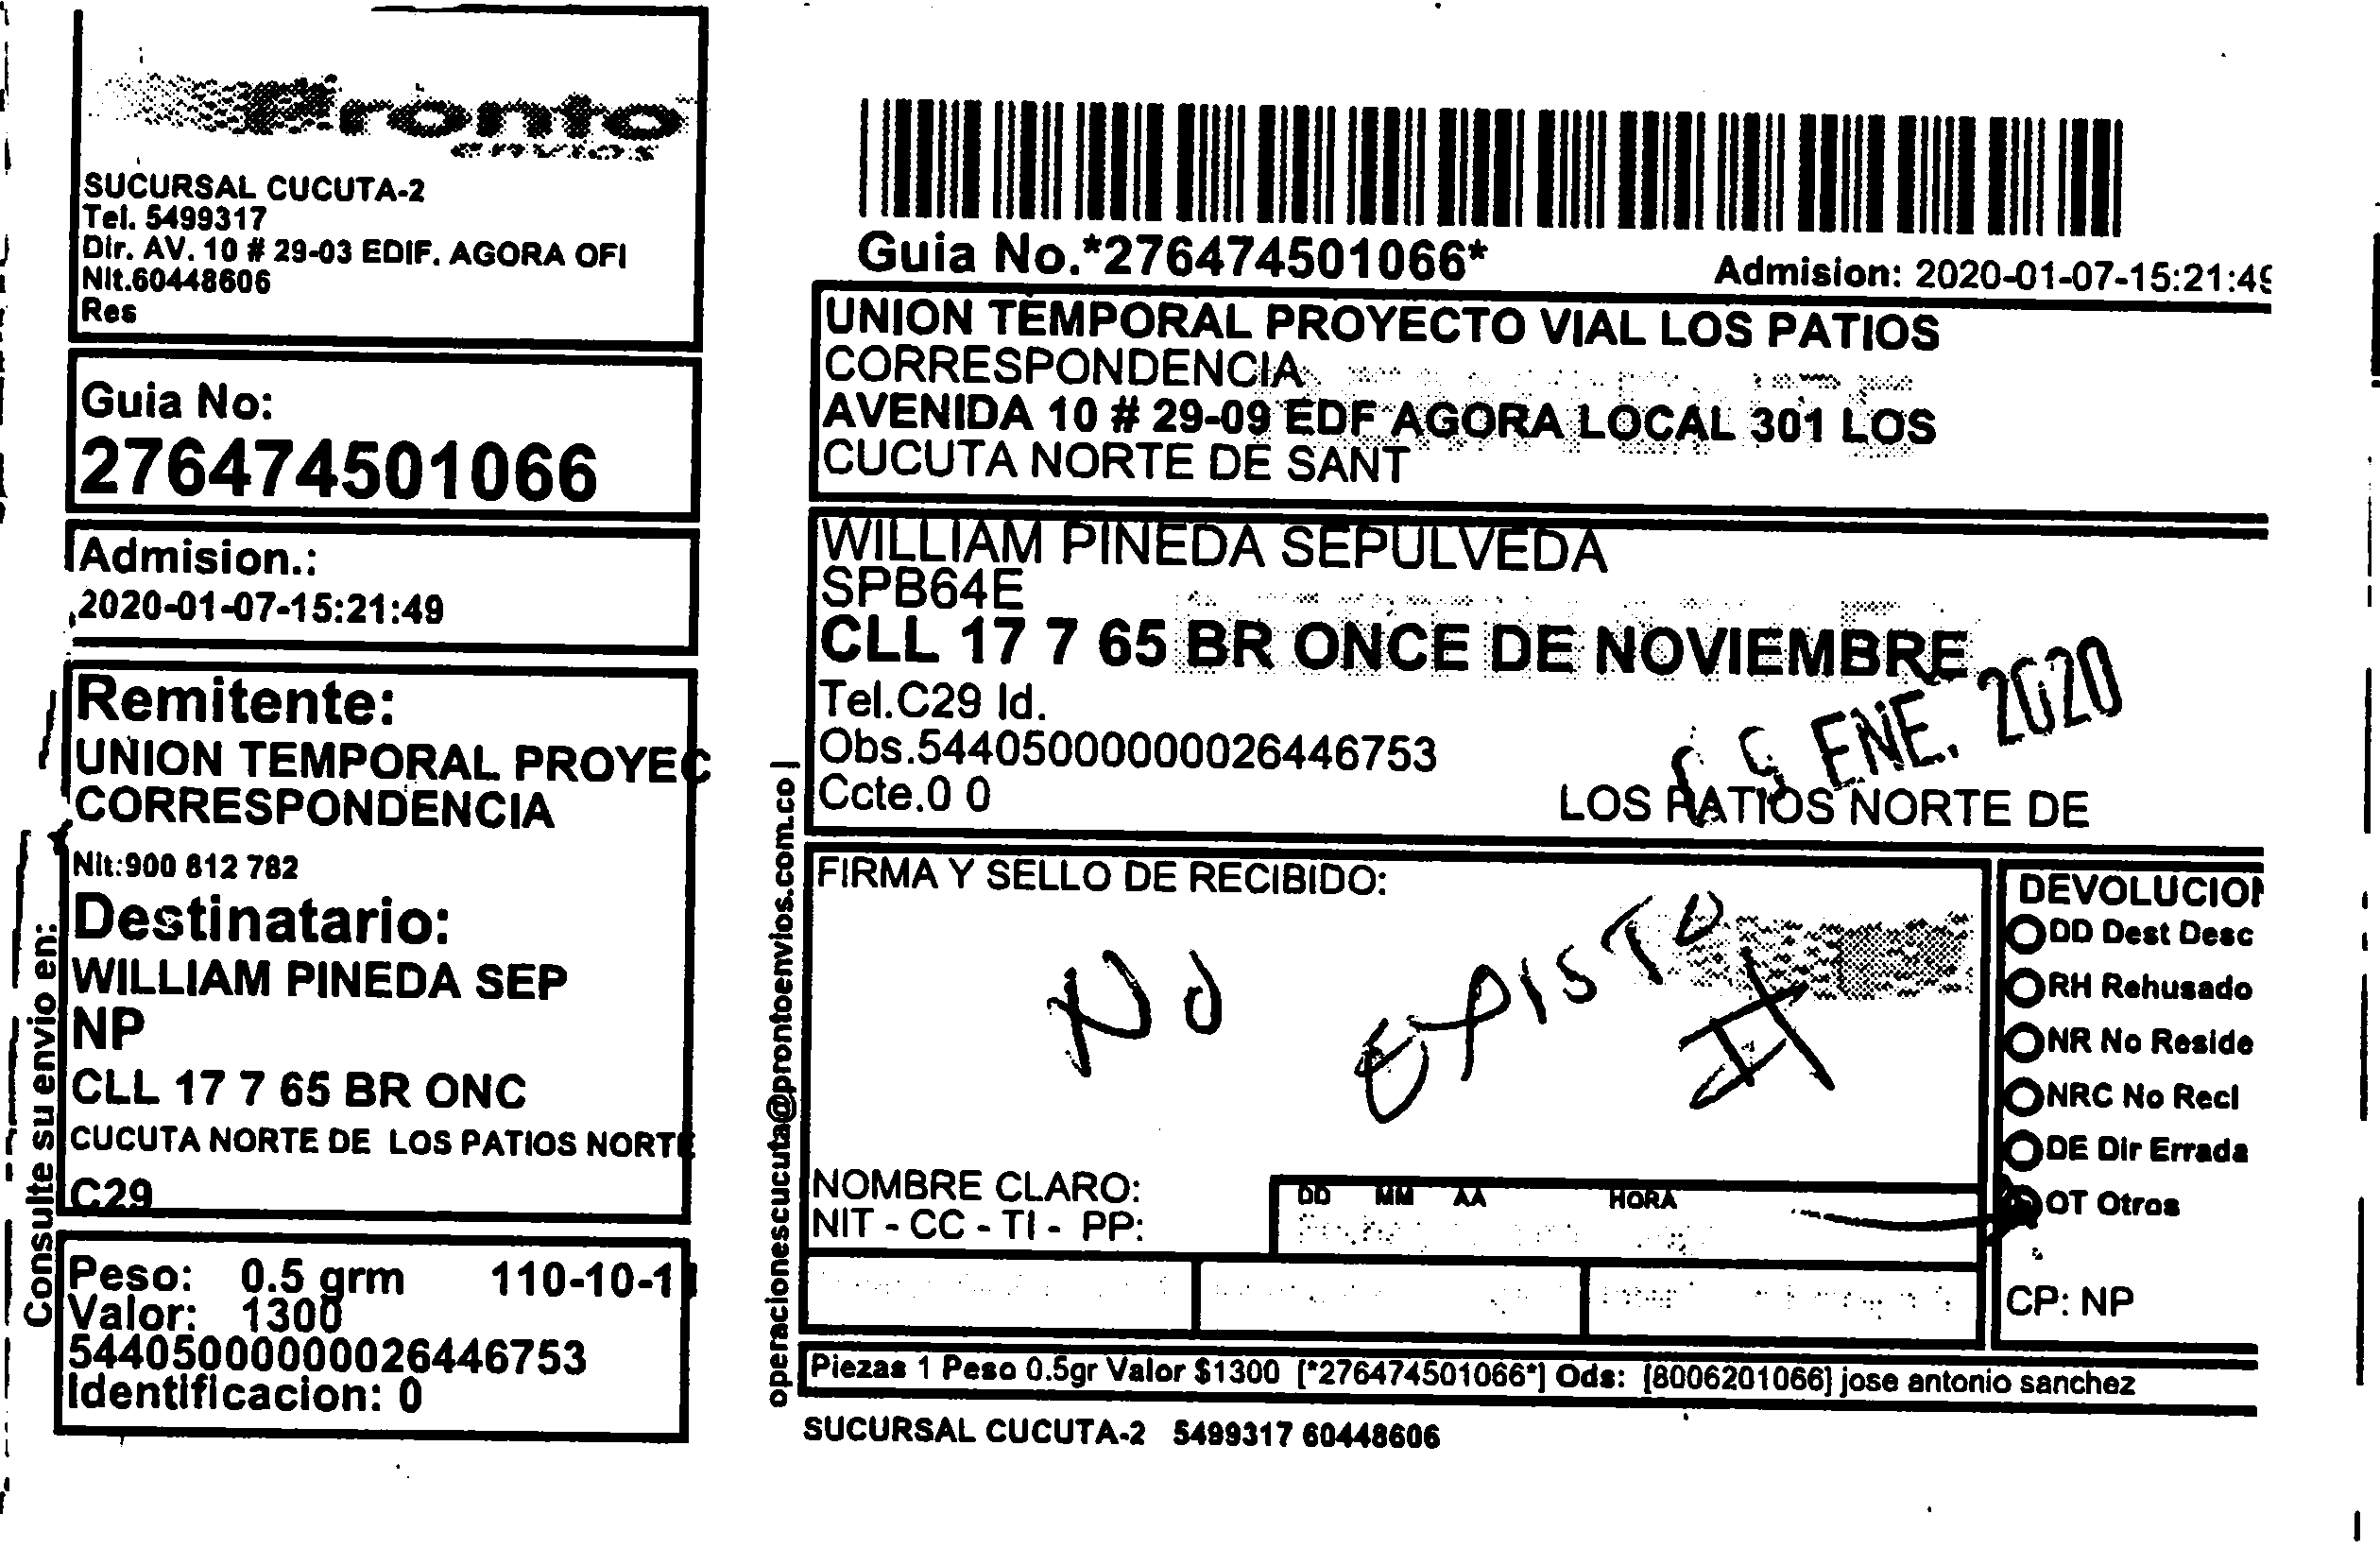 Pronto
envios
SUCURSAL CUCUTA-2
Tel. 5499317
Dir. AV. 10 # 29-03 EDIF. AGORA OFI
Nit.60448606
Res
Guia No:
276474501066
Admision.:
2020-01-07-15:21:49
Remitente:
UNION TEMPORAL PROYEC
CORRESPONDENCIA
Nit:900 812 782
Destinatario:
WILLIAM PINEDA SEP
NP
CLL 17 7 65 BR ONC
CUCUTA NORTE DE LOS PATIOS NORTE
C29
Peso: 0.5 grm 110-10-1
Valor: 1300
544050000000026446753
Identificacion: 0
Consulte su envio en:
operacionescucuta@prontoenvios.com.co |
Guia No.*276474501066*
Admision: 2020-01-07-15:21:49
UNION TEMPORAL PROYECTO VIAL LOS PATIOS
CORRESPONDENCIA
AVENIDA 10 # 29-09 EDF AGORA LOCAL 301 LOS
CUCUTA NORTE DE SANT
WILLIAM PINEDA SEPULVEDA
SPB64E
CLL 17 7 65 BR ONCE DE NOVIEMBRE
Tel.C29 Id.
Obs.544050000000026446753
Ccte.0 0
ENE. 2020
LOS PATIOS NORTE DE
FIRMA Y SELLO DE RECIBIDO:
No
NOMBRE CLARO:
NIT - CC - TI - PP:
DD MM AA HORA
DEVOLUCION
DD Dest Desc
RH Rehusado
NR No Reside
NRC No Recl
DE Dir Errada
OT Otros
CP: NP
Piezas 1 Peso 0.5gr Valor $1300 [*276474501066*] Ods: [8006201066] jose antonio sanchez
SUCURSAL CUCUTA-2 5499317 60448606